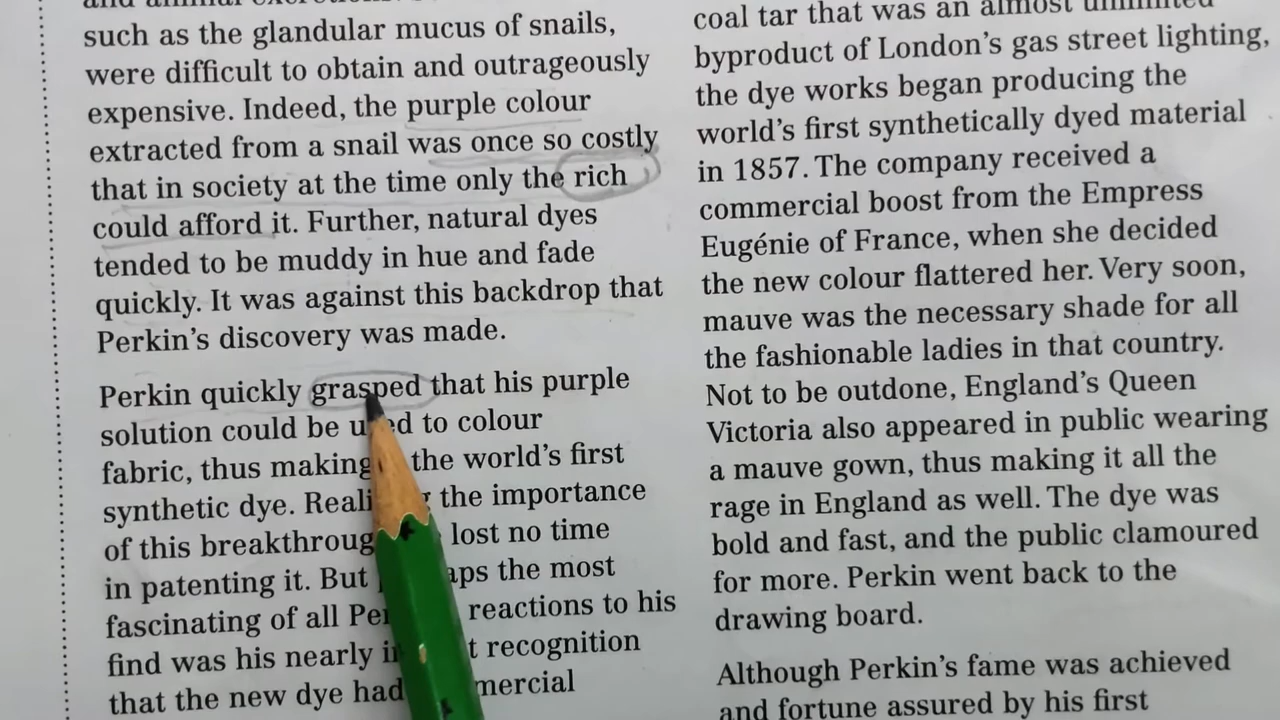 such as the glandular mucus of snails,
were difficult to obtain and outrageously
expensive. Indeed, the purple colour
extracted from a snail was once so costly
that in society at the time only the rich
could afford it. Further, natural dyes
tended to be muddy in hue and fade
quickly. It was against this backdrop that
Perkin's discovery was made.
Perkin quickly grasped that his purple
solution could be to colour
fabric, thus making the world's first
synthetic dye. the importance
of this lost no time
in patenting it. But the most
fascinating of all reactions to his
find was his nearly recognition
that the new dye had
coal tar that was an almost
byproduct of London's gas street lighting,
the dye works began producing the
world's first synthetically dyed material
in 1857. The company received a
commercial boost from the Empress
Eugénie of France, when she decided
the new colour flattered her. Very soon,
mauve was the necessary shade for all
the fashionable ladies in that country.
Not to be outdone, England's Queen
Victoria also appeared in public wearing
a mauve gown, thus making it all the
rage in England as well. The dye was
bold and fast, and the public clamoured
for more. Perkin went back to the
drawing board.
Although Perkin's fame was achieved
and fortune assured by his first